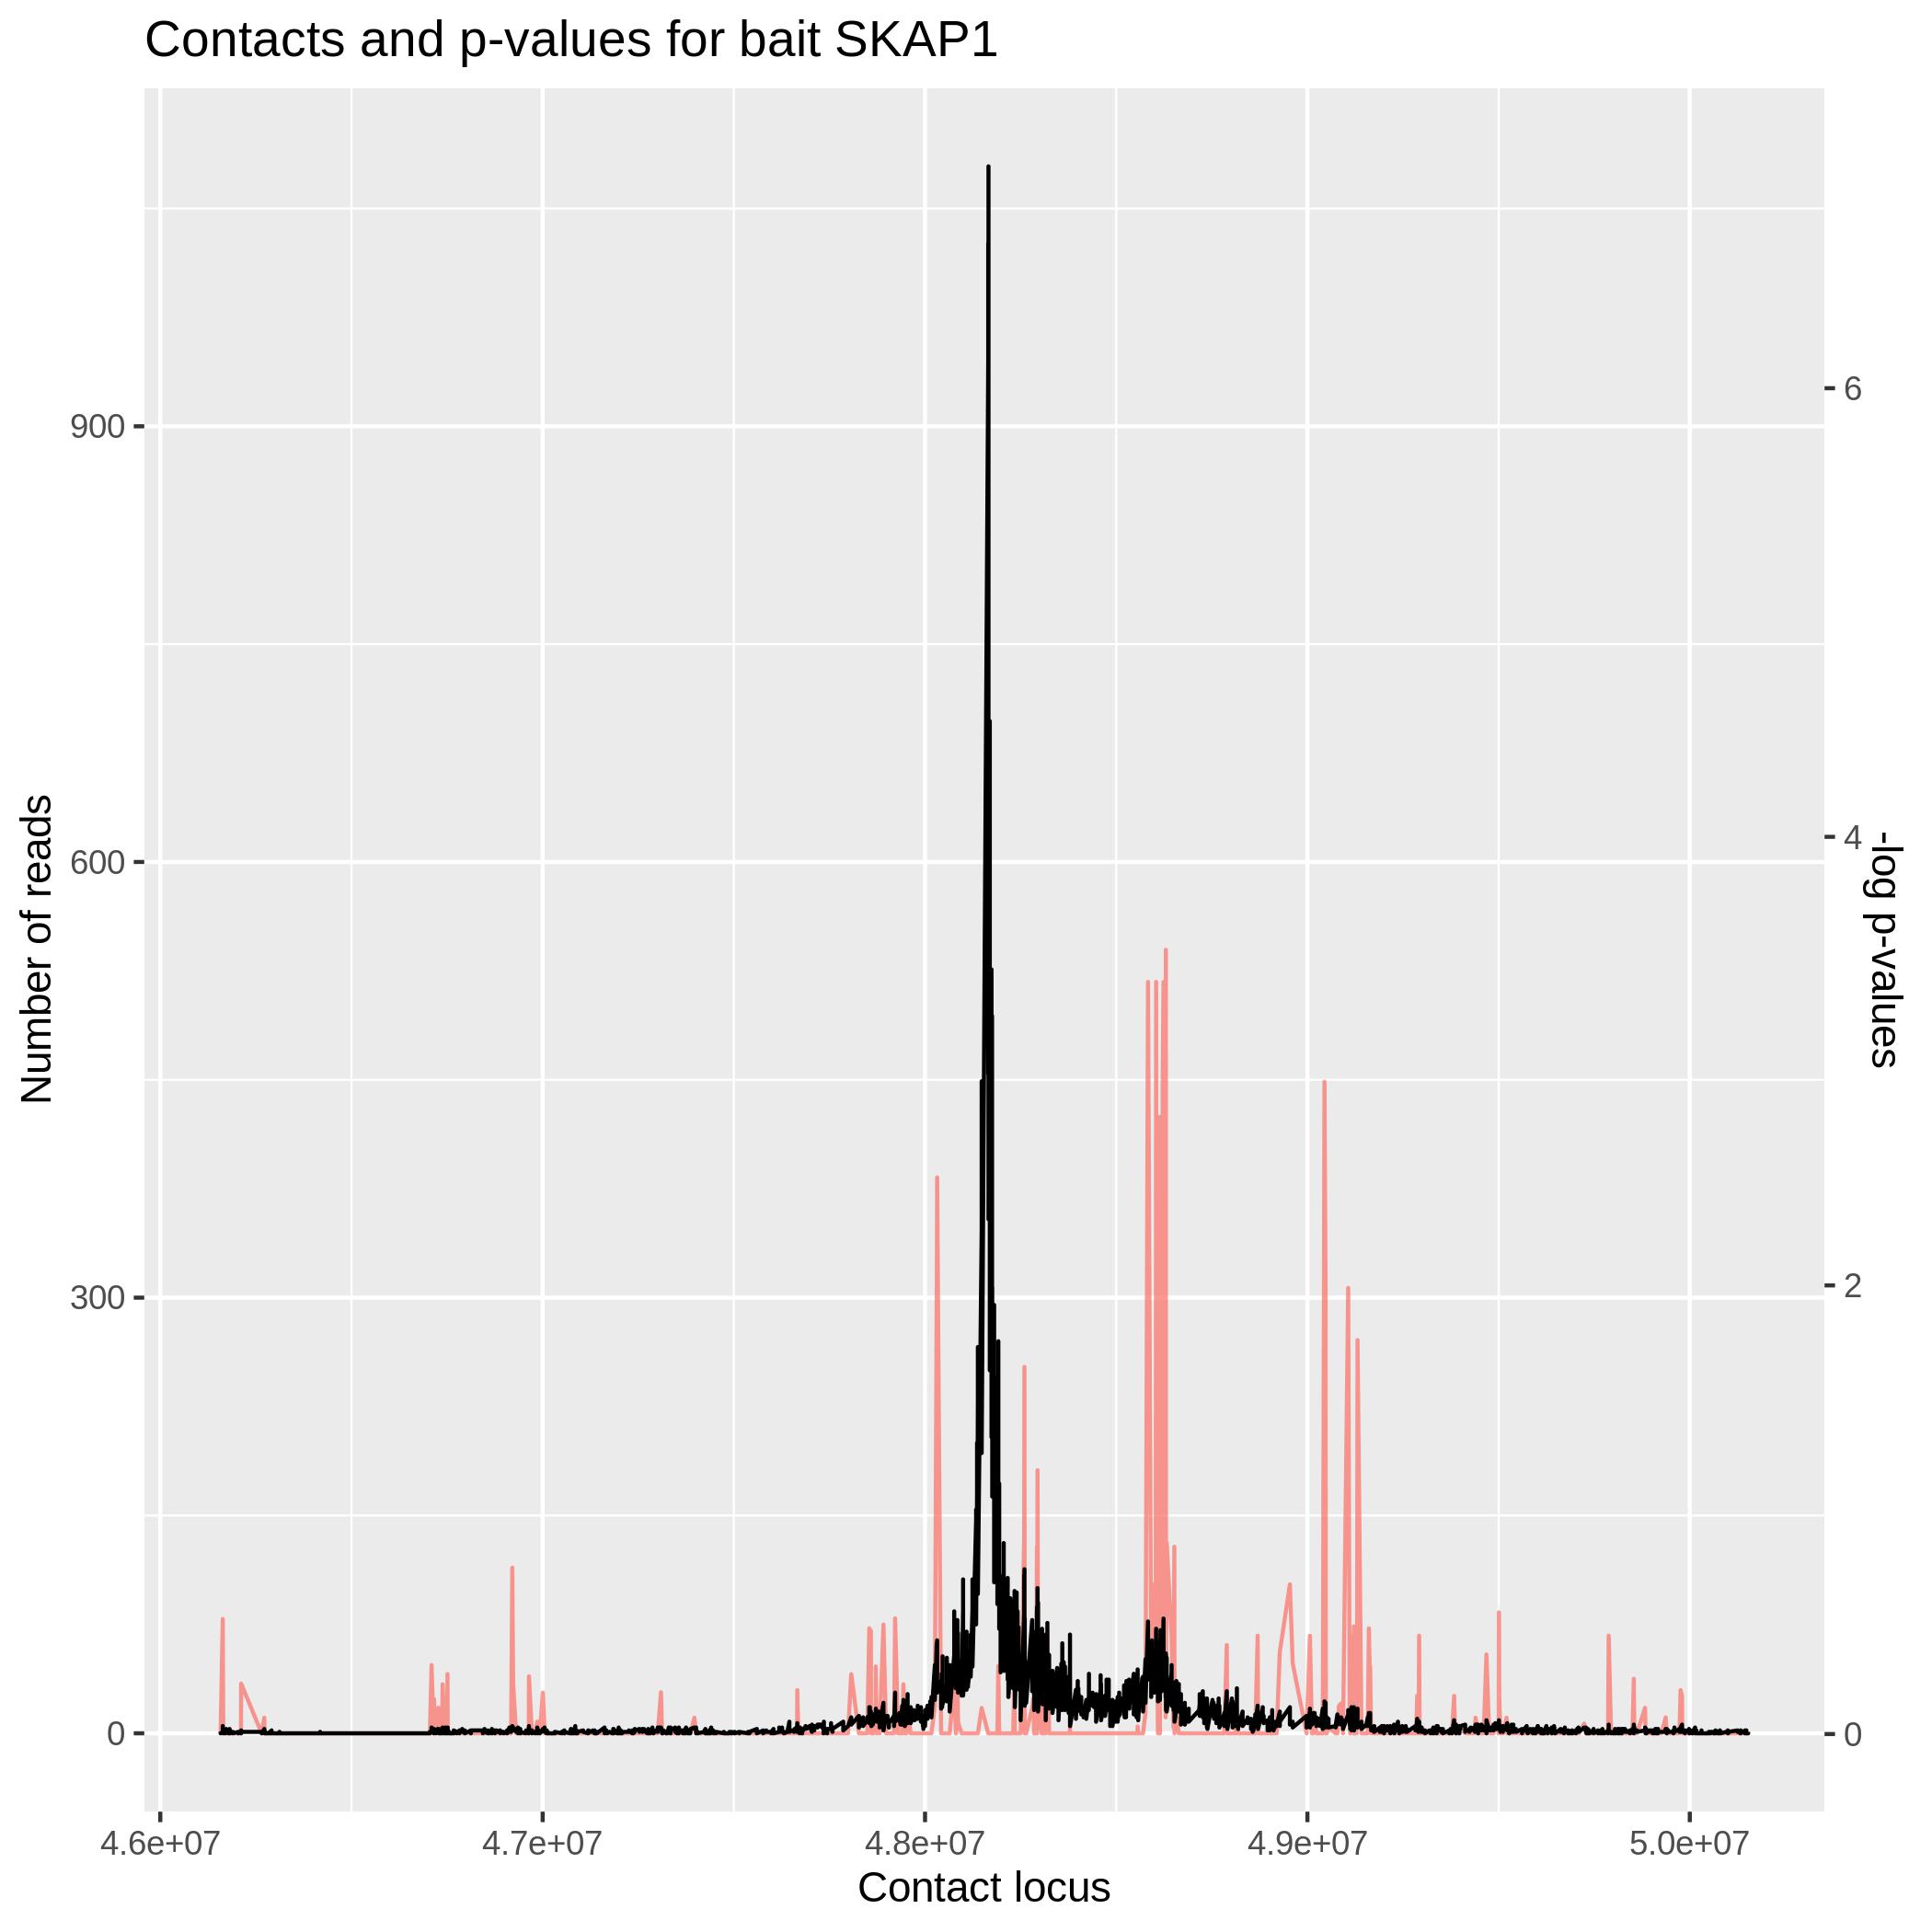 Contacts and p-values for bait SKAP1
900
600
300
0
6
4
2
0
Number of reads
-log p-values
4.6e+07 4.7e+07 4.8e+07 4.9e+07 5.0e+07
Contact locus